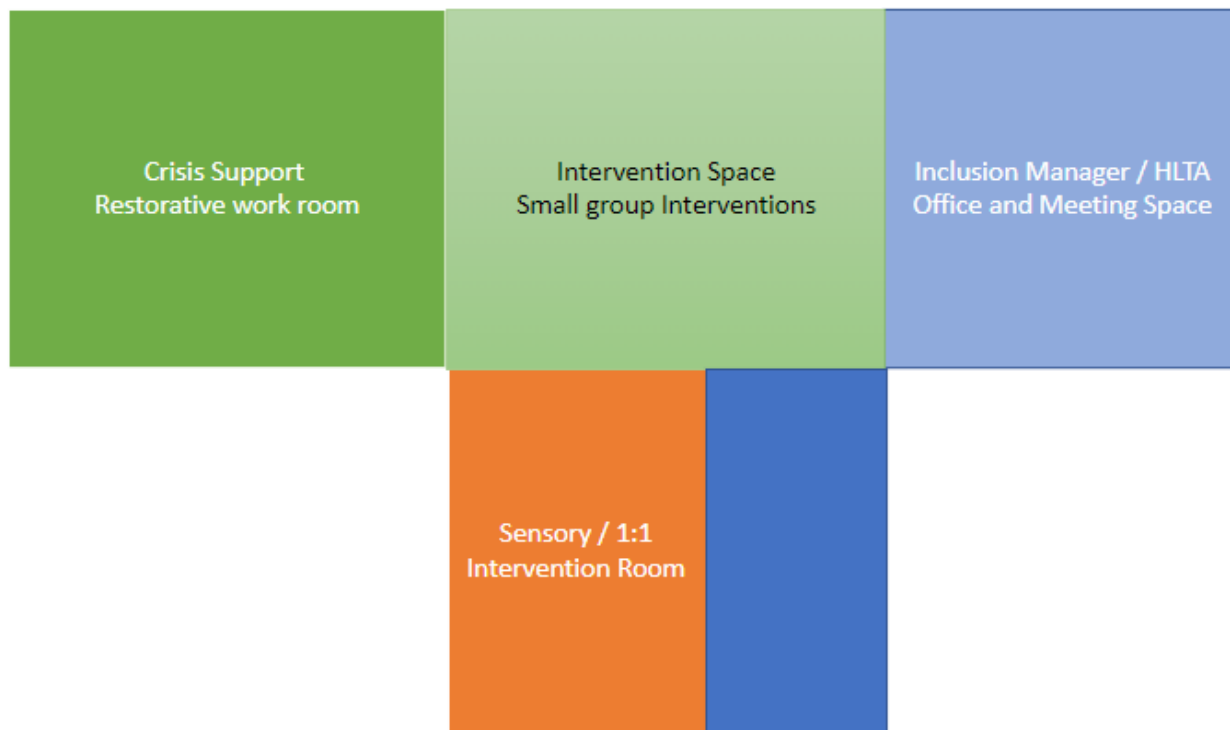 Crisis Support
Restorative work room
Intervention Space
Small group Interventions
Inclusion Manager / HLTA
Office and Meeting Space
Sensory / 1:1
Intervention Room